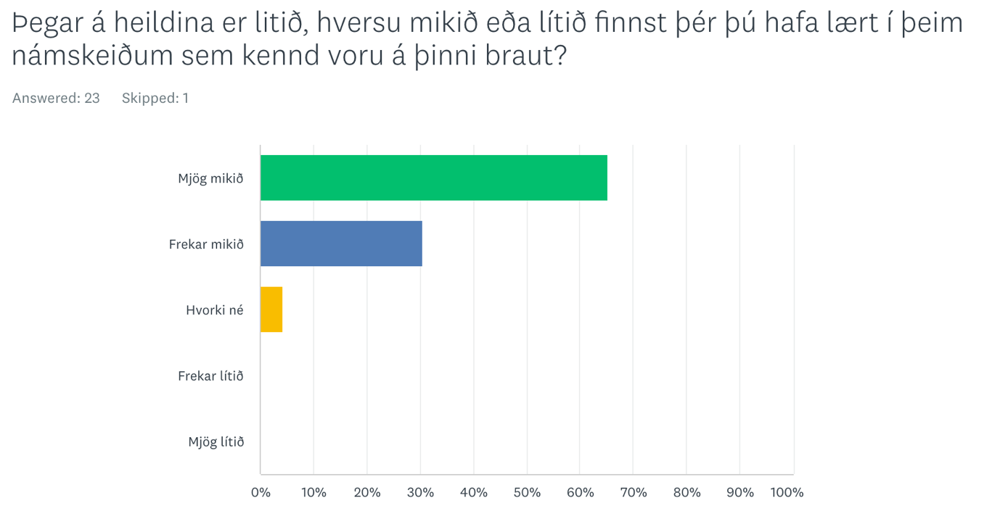 Þegar á heildina er litið, hversu mikið eða lítið finnst þér þú hafa lært í þeim
námskeiðum sem kennd voru á þinni braut?
Answered: 23 Skipped: 1
Mjög mikið
Frekar mikið
Hvorki né
Frekar lítið
Mjög lítið
0% 10% 20% 30% 40% 50% 60% 70% 80% 90% 100%